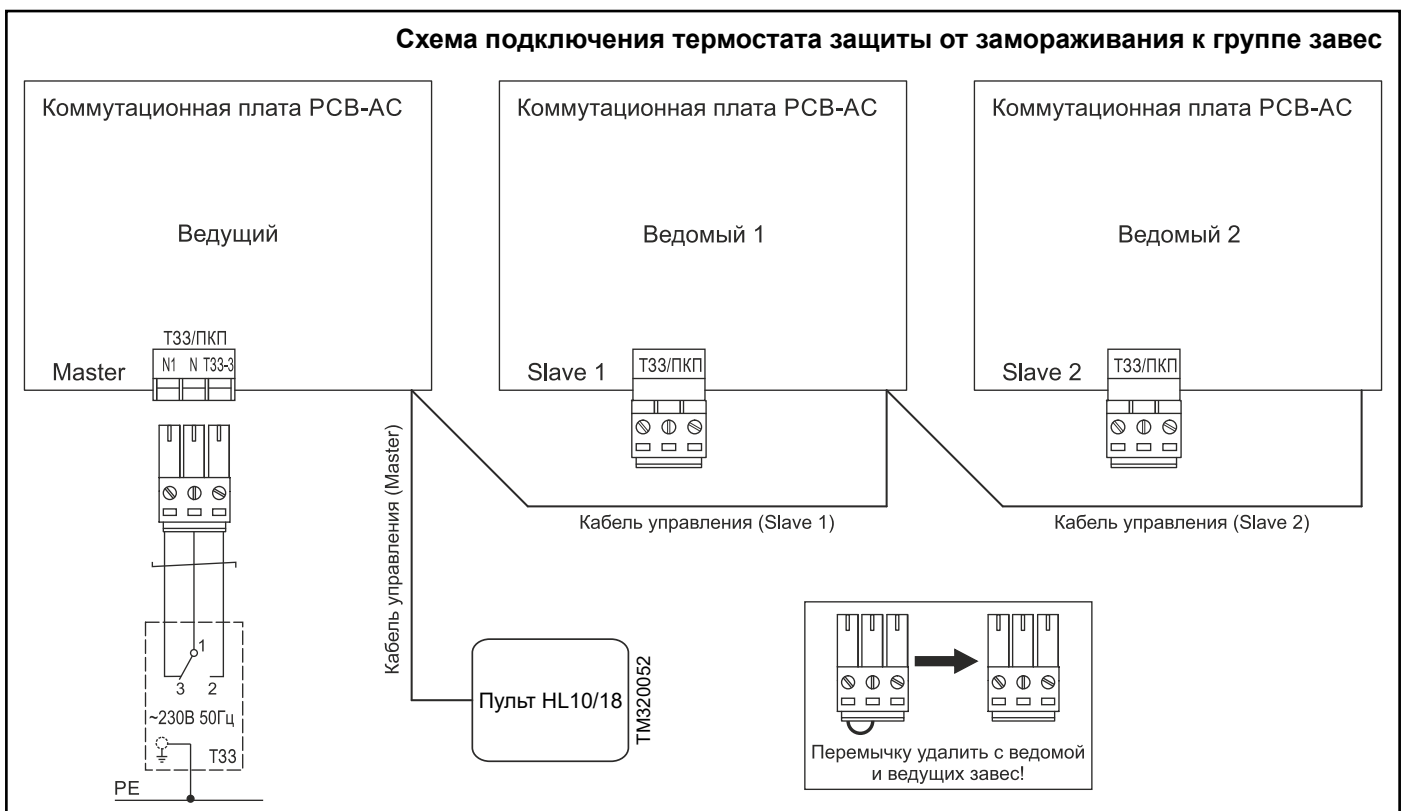 Схема подключения термостата защиты от замораживания к группе завес
Коммутационная плата PCB-AC
Ведущий
ТЗЗ/ПКП
N1 N ТЗЗ-3
Master
Коммутационная плата PCB-AC
Ведомый 1
Slave 1
ТЗЗ/ПКП
Коммутационная плата PCB-AC
Ведомый 2
Slave 2
ТЗЗ/ПКП
Кабель управления (Master)
Кабель управления (Slave 1)
Кабель управления (Slave 2)
1
3 2
~230В 50Гц
ТЗЗ
PE
Пульт HL10/18
TM320052
Перемычку удалить с ведомой
и ведущих завес!